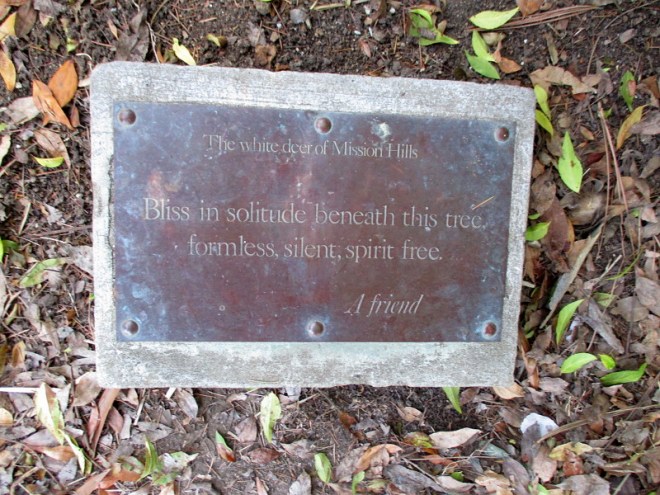 The white deer of Mission Hills
Bliss in solitude beneath this tree,
formless, silent, spirit free.
A friend